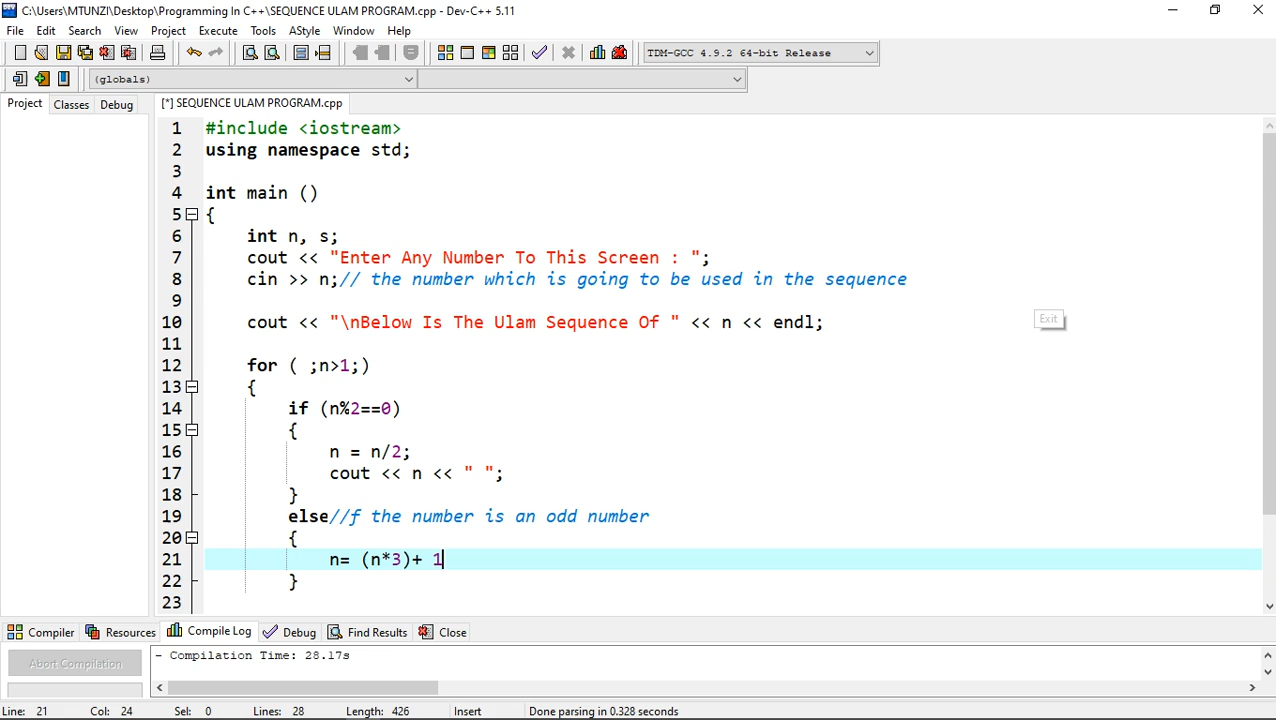 C:\Users\MTUNZI\Desktop\Programming In C++\SEQUENCE ULAM PROGRAM.cpp - Dev-C++ 5.11
File Edit Search View Project Execute Tools AStyle Window Help
TDM-GCC 4.9.2 64-bit Release
(globals)
Project Classes Debug [*] SEQUENCE ULAM PROGRAM.cpp
1 #include <iostream>
2 using namespace std;
3
4 int main ()
5 {
6 int n, s;
7 cout << "Enter Any Number To This Screen : ";
8 cin >> n;// the number which is going to be used in the sequence
9
10 cout << "\nBelow Is The Ulam Sequence Of " << n << endl;
Exit
11
12 for ( ;n>1;)
13 {
14 if (n%2==0)
15 {
16 n = n/2;
17 cout << n << " ";
18 }
19 else//f the number is an odd number
20 {
21 n= (n*3)+ 1
22 }
23
Compiler Resources Compile Log Debug Find Results Close
Abort Compilation - Compilation Time: 28.17s
Line: 21 Col: 24 Sel: 0 Lines: 28 Length: 426 Insert Done parsing in 0.328 seconds